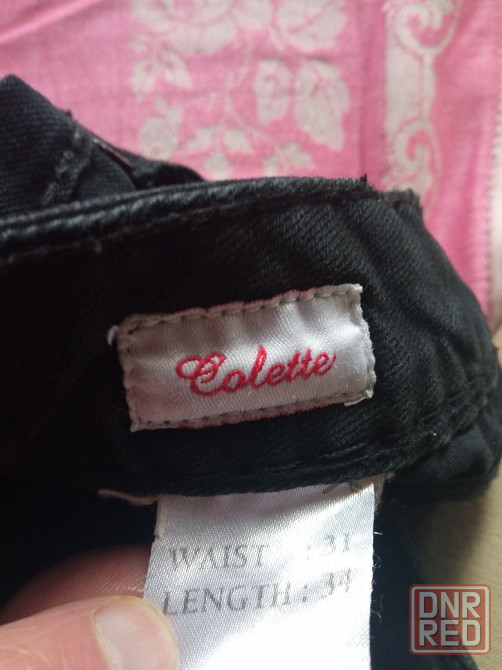 Colette
WAIST : 31
LENGTH : 34
DNR
RED